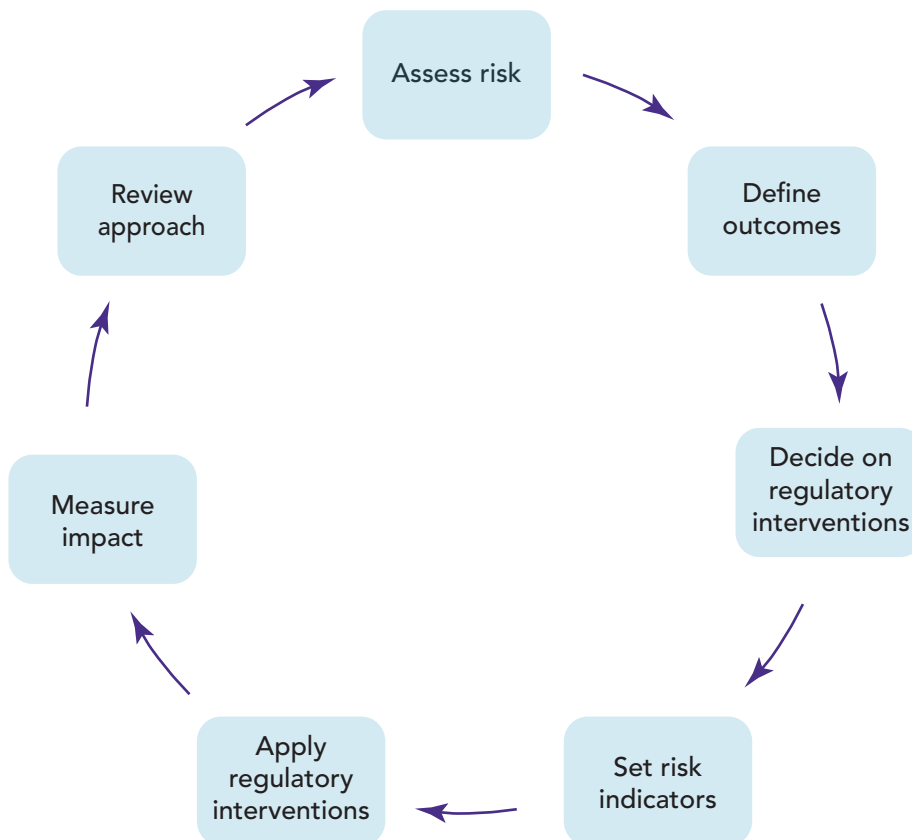 Assess risk
Define
outcomes
Decide on
regulatory
interventions
Set risk
indicators
Apply
regulatory
interventions
Measure
impact
Review
approach